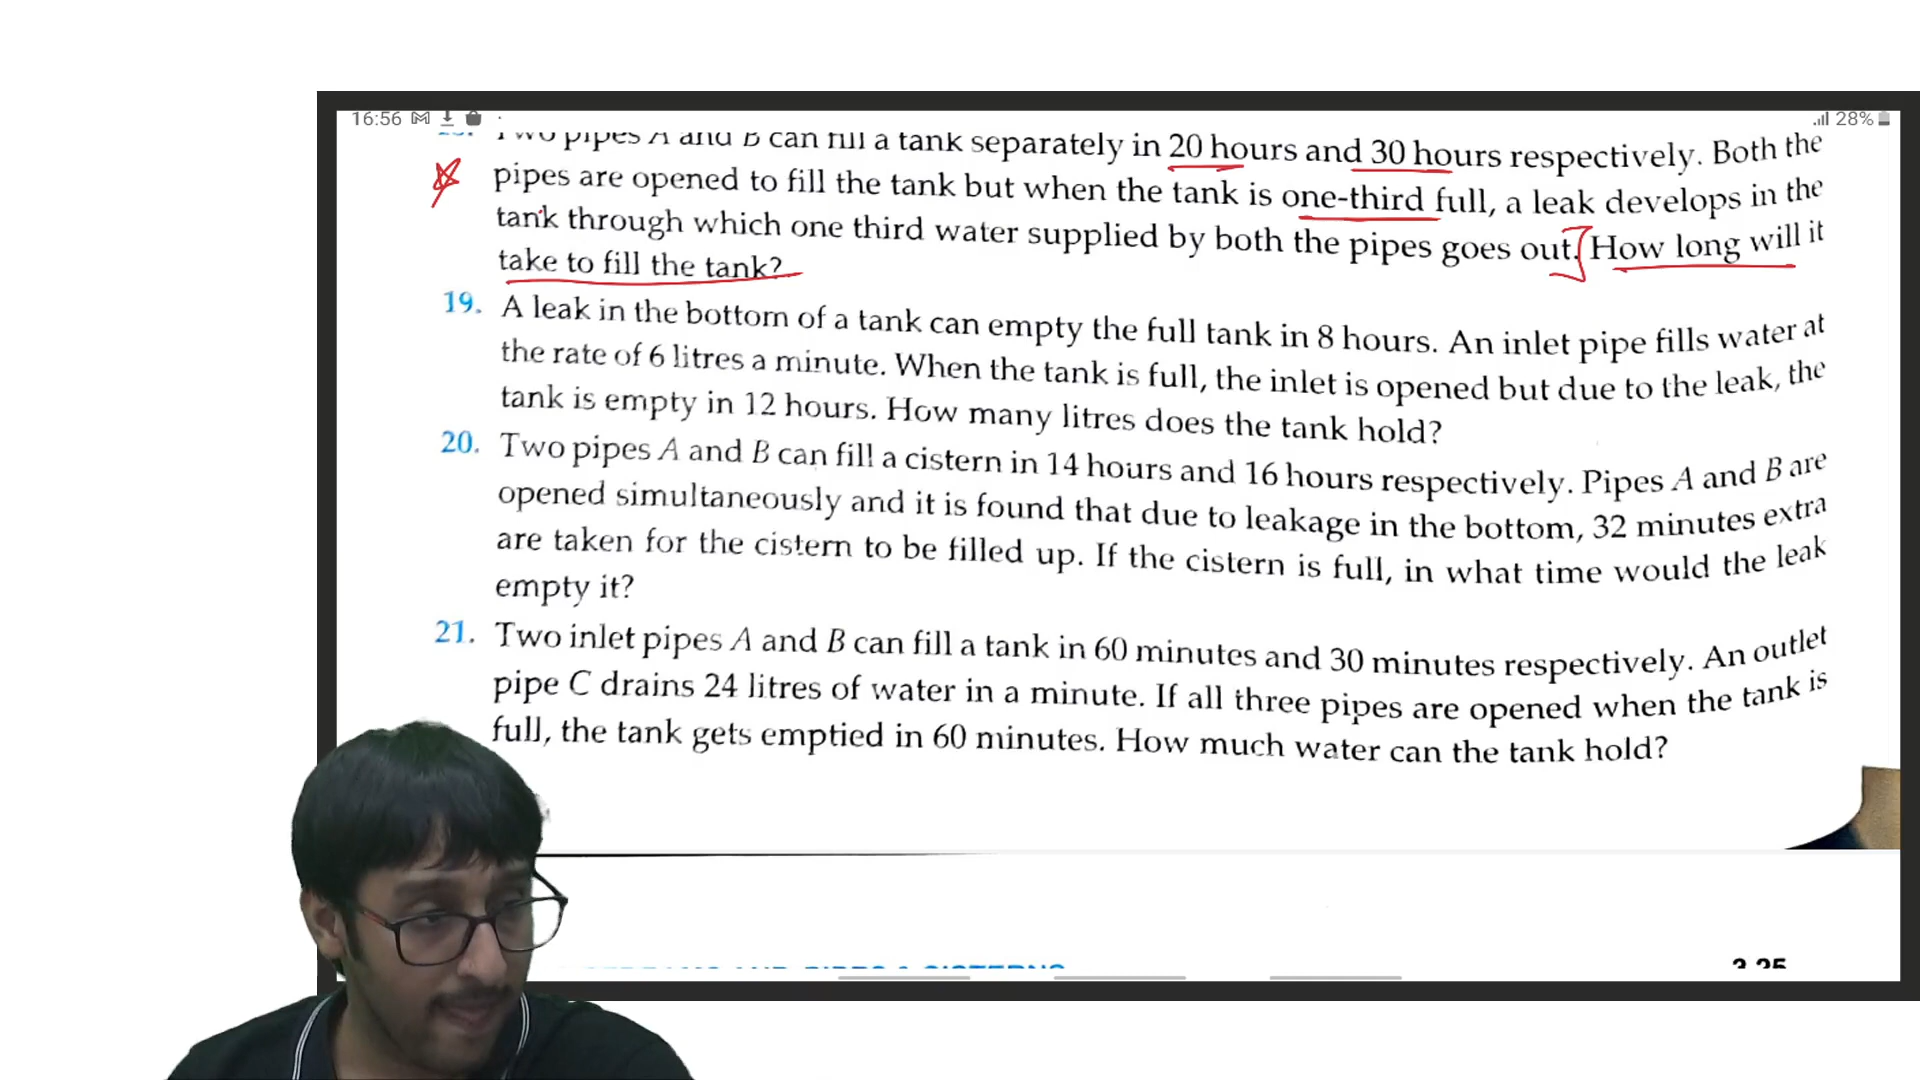 16:56
28%
Two pipes A and B can fill a tank separately in 20 hours and 30 hours respectively. Both the
pipes are opened to fill the tank but when the tank is one-third full, a leak develops in the
tank through which one third water supplied by both the pipes goes out. How long will it
take to fill the tank?
19. A leak in the bottom of a tank can empty the full tank in 8 hours. An inlet pipe fills water at
the rate of 6 litres a minute. When the tank is full, the inlet is opened but due to the leak, the
tank is empty in 12 hours. How many litres does the tank hold?
20. Two pipes A and B can fill a cistern in 14 hours and 16 hours respectively. Pipes A and B are
opened simultaneously and it is found that due to leakage in the bottom, 32 minutes extra
are taken for the cistern to be filled up. If the cistern is full, in what time would the leak
empty it?
21. Two inlet pipes A and B can fill a tank in 60 minutes and 30 minutes respectively. An outlet
pipe C drains 24 litres of water in a minute. If all three pipes are opened when the tank is
full, the tank gets emptied in 60 minutes. How much water can the tank hold?
3.25